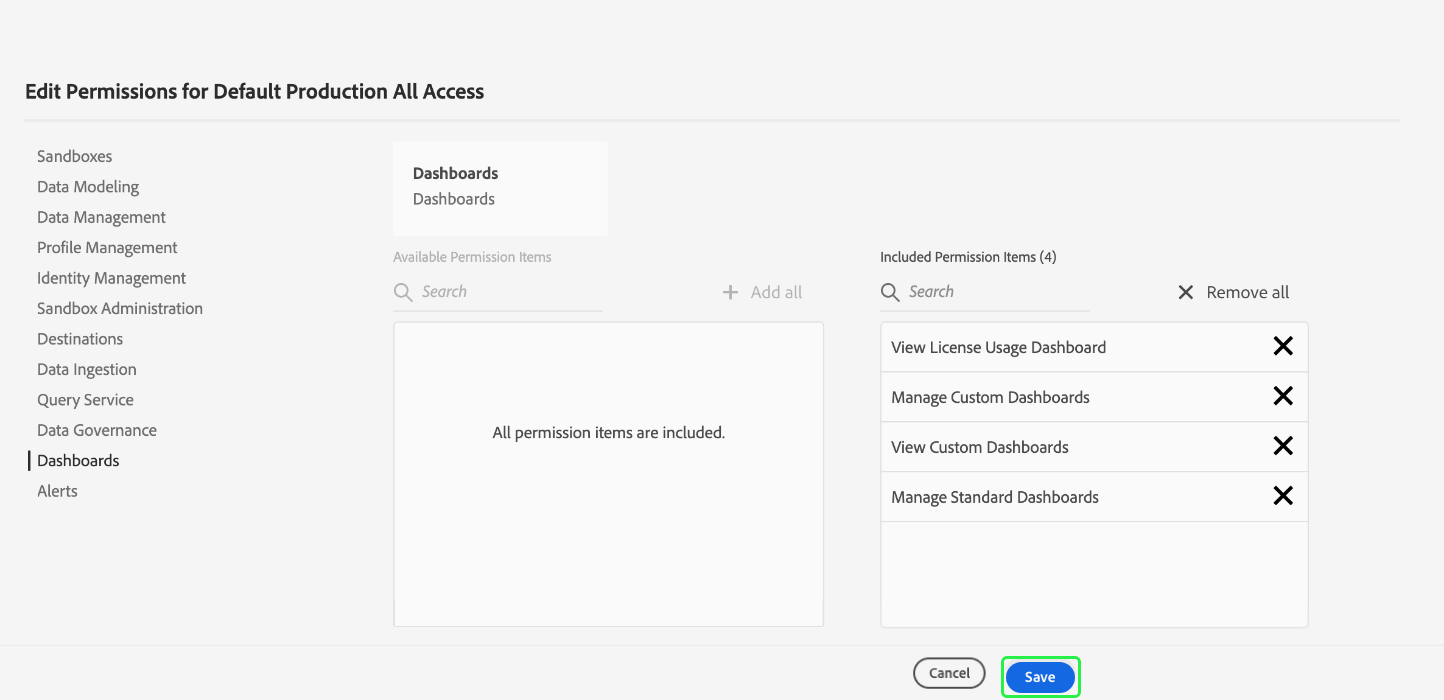 Edit Permissions for Default Production All Access
Sandboxes
Data Modeling
Data Management
Profile Management
Identity Management
Sandbox Administration
Destinations
Data Ingestion
Query Service
Data Governance
Dashboards
Alerts
Dashboards
Dashboards
Available Permission Items
Search
Add all
All permission items are included.
Included Permission Items (4)
Search
Remove all
View License Usage Dashboard
Manage Custom Dashboards
View Custom Dashboards
Manage Standard Dashboards
Cancel
Save